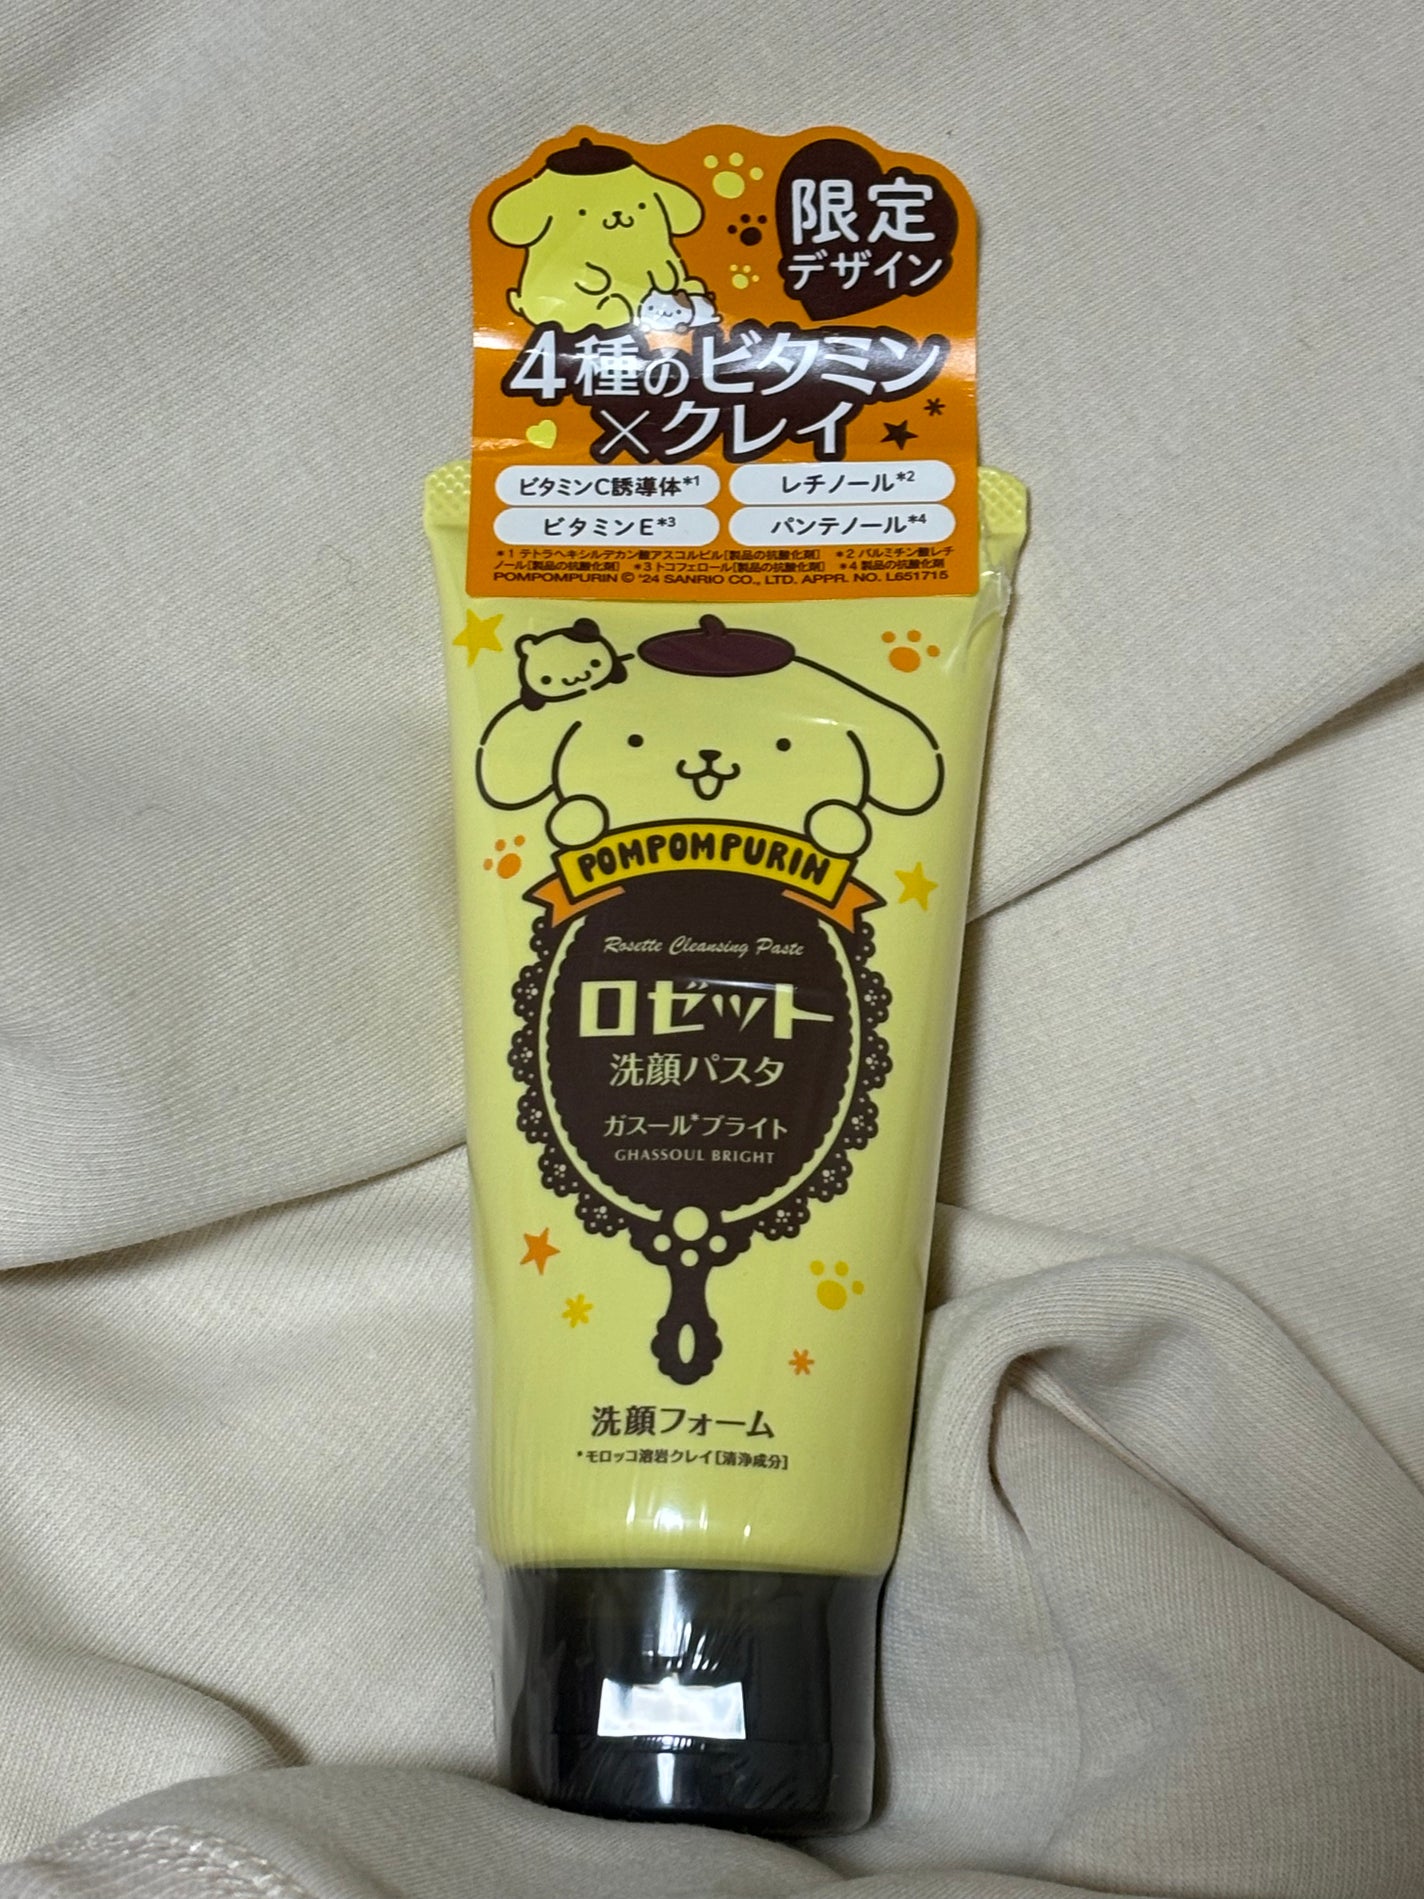 限定
デザイン
4種のビタミン
×クレイ
ビタミンC誘導体*1 レチノール*2
ビタミンE*3 パンテノール*4
*1 テトラヘキシルデカン酸アスコルビル[製品の抗酸化剤] *2 パルミチン酸レチ
ノール[製品の抗酸化剤] *3 トコフェロール[製品の抗酸化剤] *4 製品の抗酸化剤
POMPOMPURIN © '24 SANRIO CO., LTD. APPR. NO. L651715
POMPOMPURIN
Rosette Cleansing Paste
ロゼット
洗顔パスタ
ガスール*ブライト
GHASSOUL BRIGHT
洗顔フォーム
*モロッコ溶岩クレイ[清浄成分]